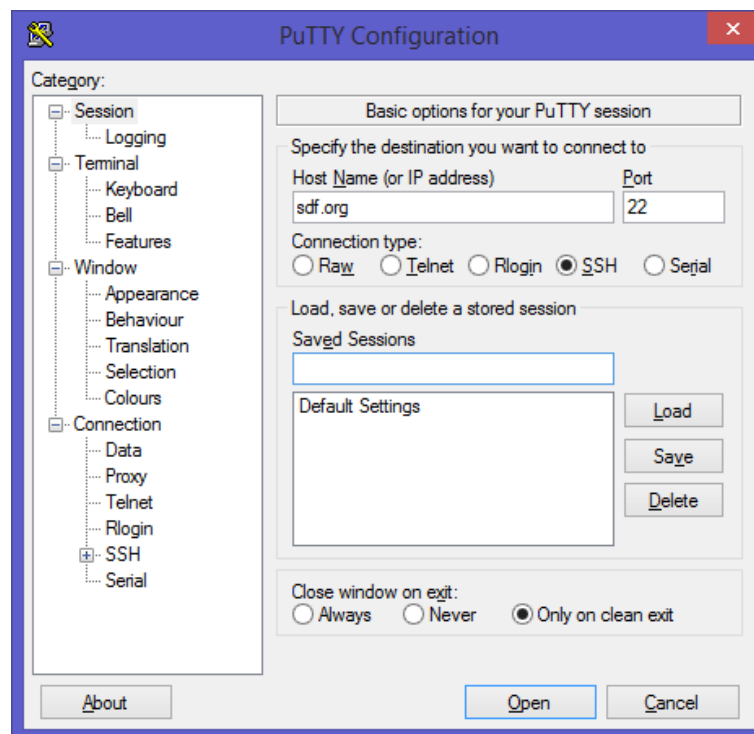 PuTTY Configuration
Category:
Session
Logging
Terminal
Keyboard
Bell
Features
Window
Appearance
Behaviour
Translation
Selection
Colours
Connection
Data
Proxy
Telnet
Rlogin
SSH
Serial
Basic options for your PuTTY session
Specify the destination you want to connect to
Host Name (or IP address) Port
sdf.org 22
Connection type:
Raw Telnet Rlogin SSH Serial
Load, save or delete a stored session
Saved Sessions
Default Settings
Load
Save
Delete
Close window on exit:
Always Never Only on clean exit
About Open Cancel